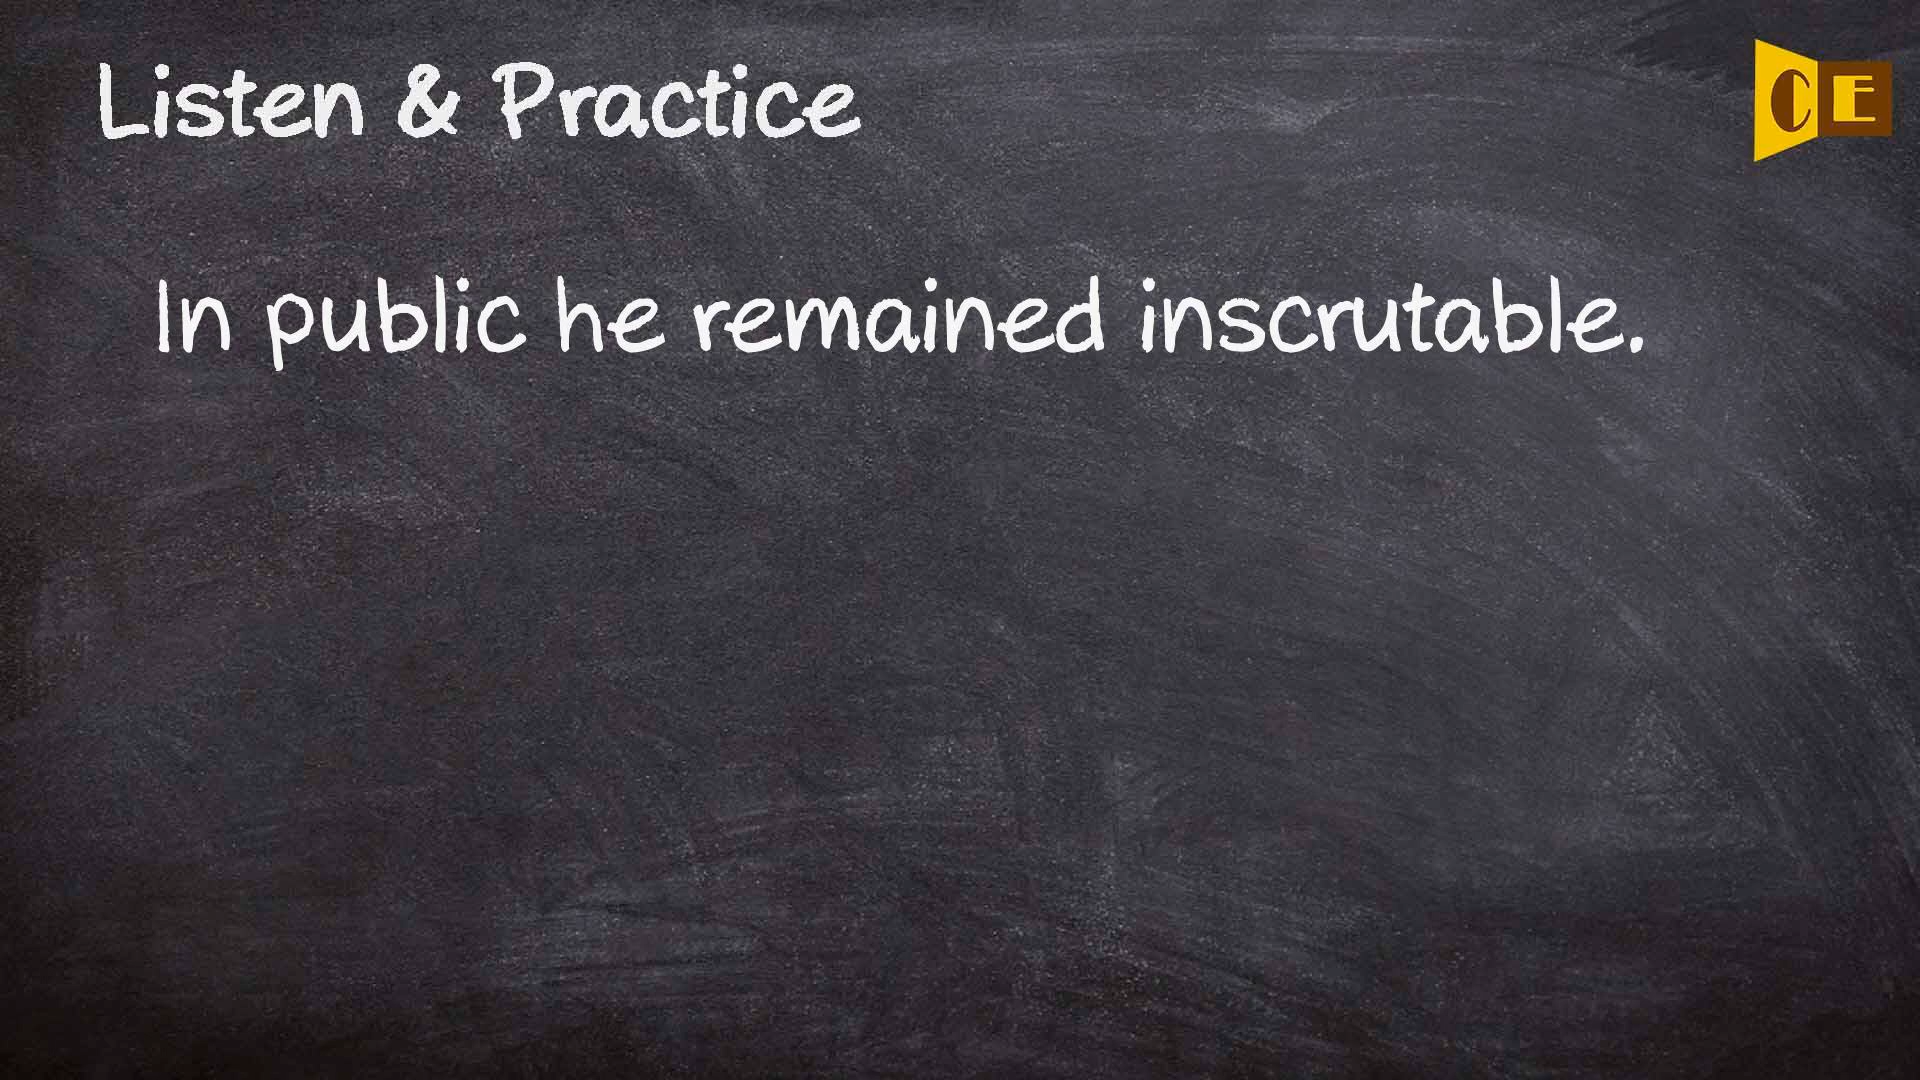 Listen & Practice
CE
In public he remained inscrutable.